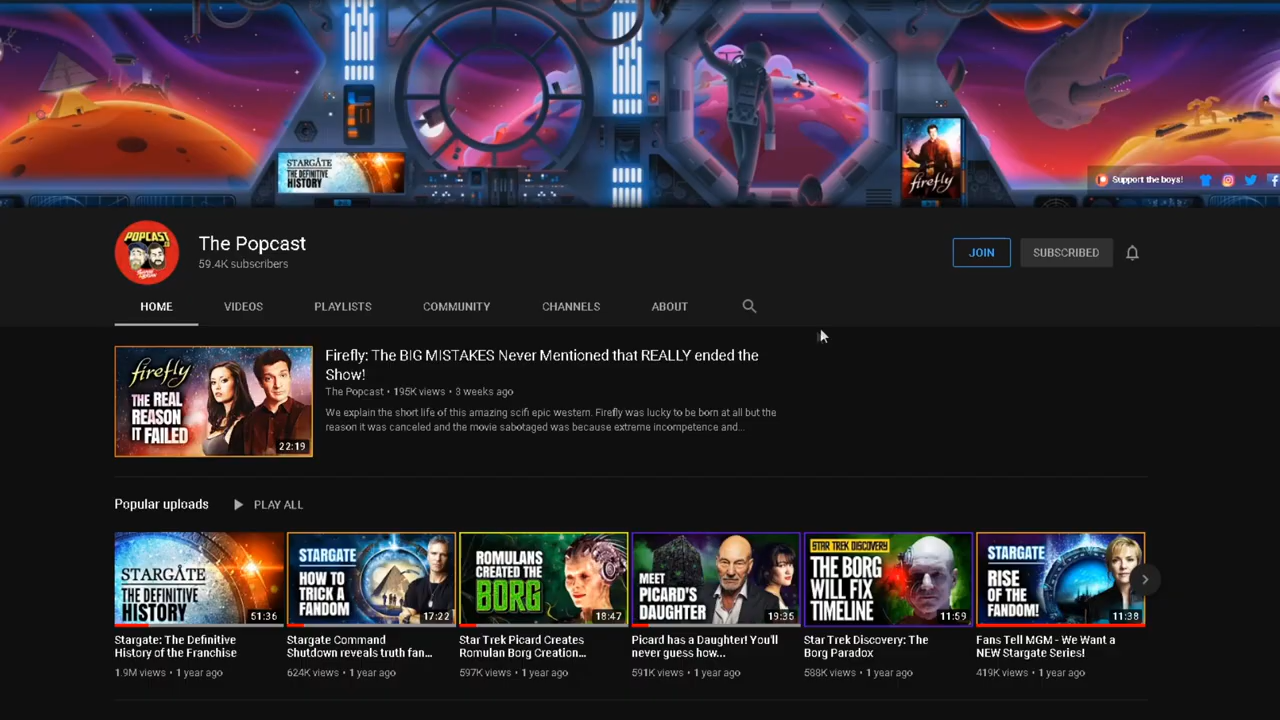 STARGATE
THE DEFINITIVE
HISTORY
firefly
Support the boys!
POPCAST
The Popcast
59.4K subscribers
JOIN
SUBSCRIBED
HOME
VIDEOS
PLAYLISTS
COMMUNITY
CHANNELS
ABOUT
firefly
THE REAL
REASON
IT FAILED
22:19
Firefly: The BIG MISTAKES Never Mentioned that REALLY ended the
Show!
The Popcast • 195K views • 3 weeks ago
We explain the short life of this amazing scifi epic western. Firefly was lucky to be born at all but the
reason it was canceled and the movie sabotaged was because extreme incompetence and...
Popular uploads
PLAY ALL
STARGATE
THE DEFINITIVE
HISTORY
51:36
STARGATE
HOW TO
TRICK A
FANDOM
17:22
ROMULANS
CREATED THE
BORG
18:47
MEET
PICARD'S
DAUGHTER
19:35
STAR TREK DISCOVERY:
THE BORG
WILL FIX
TIMELINE
11:59
STARGATE
RISE OF
THE
FANDOM!
11:38
Stargate: The Definitive
History of the Franchise
1.9M views • 1 year ago
Stargate Command
Shutdown reveals truth fan...
624K views • 1 year ago
Star Trek Picard Creates
Romulan Borg Creation...
597K views • 1 year ago
Picard has a Daughter! You'll
never guess how...
591K views • 1 year ago
Star Trek Discovery: The
Borg Paradox
588K views • 1 year ago
Fans Tell MGM - We Want a
NEW Stargate Series!
419K views • 1 year ago